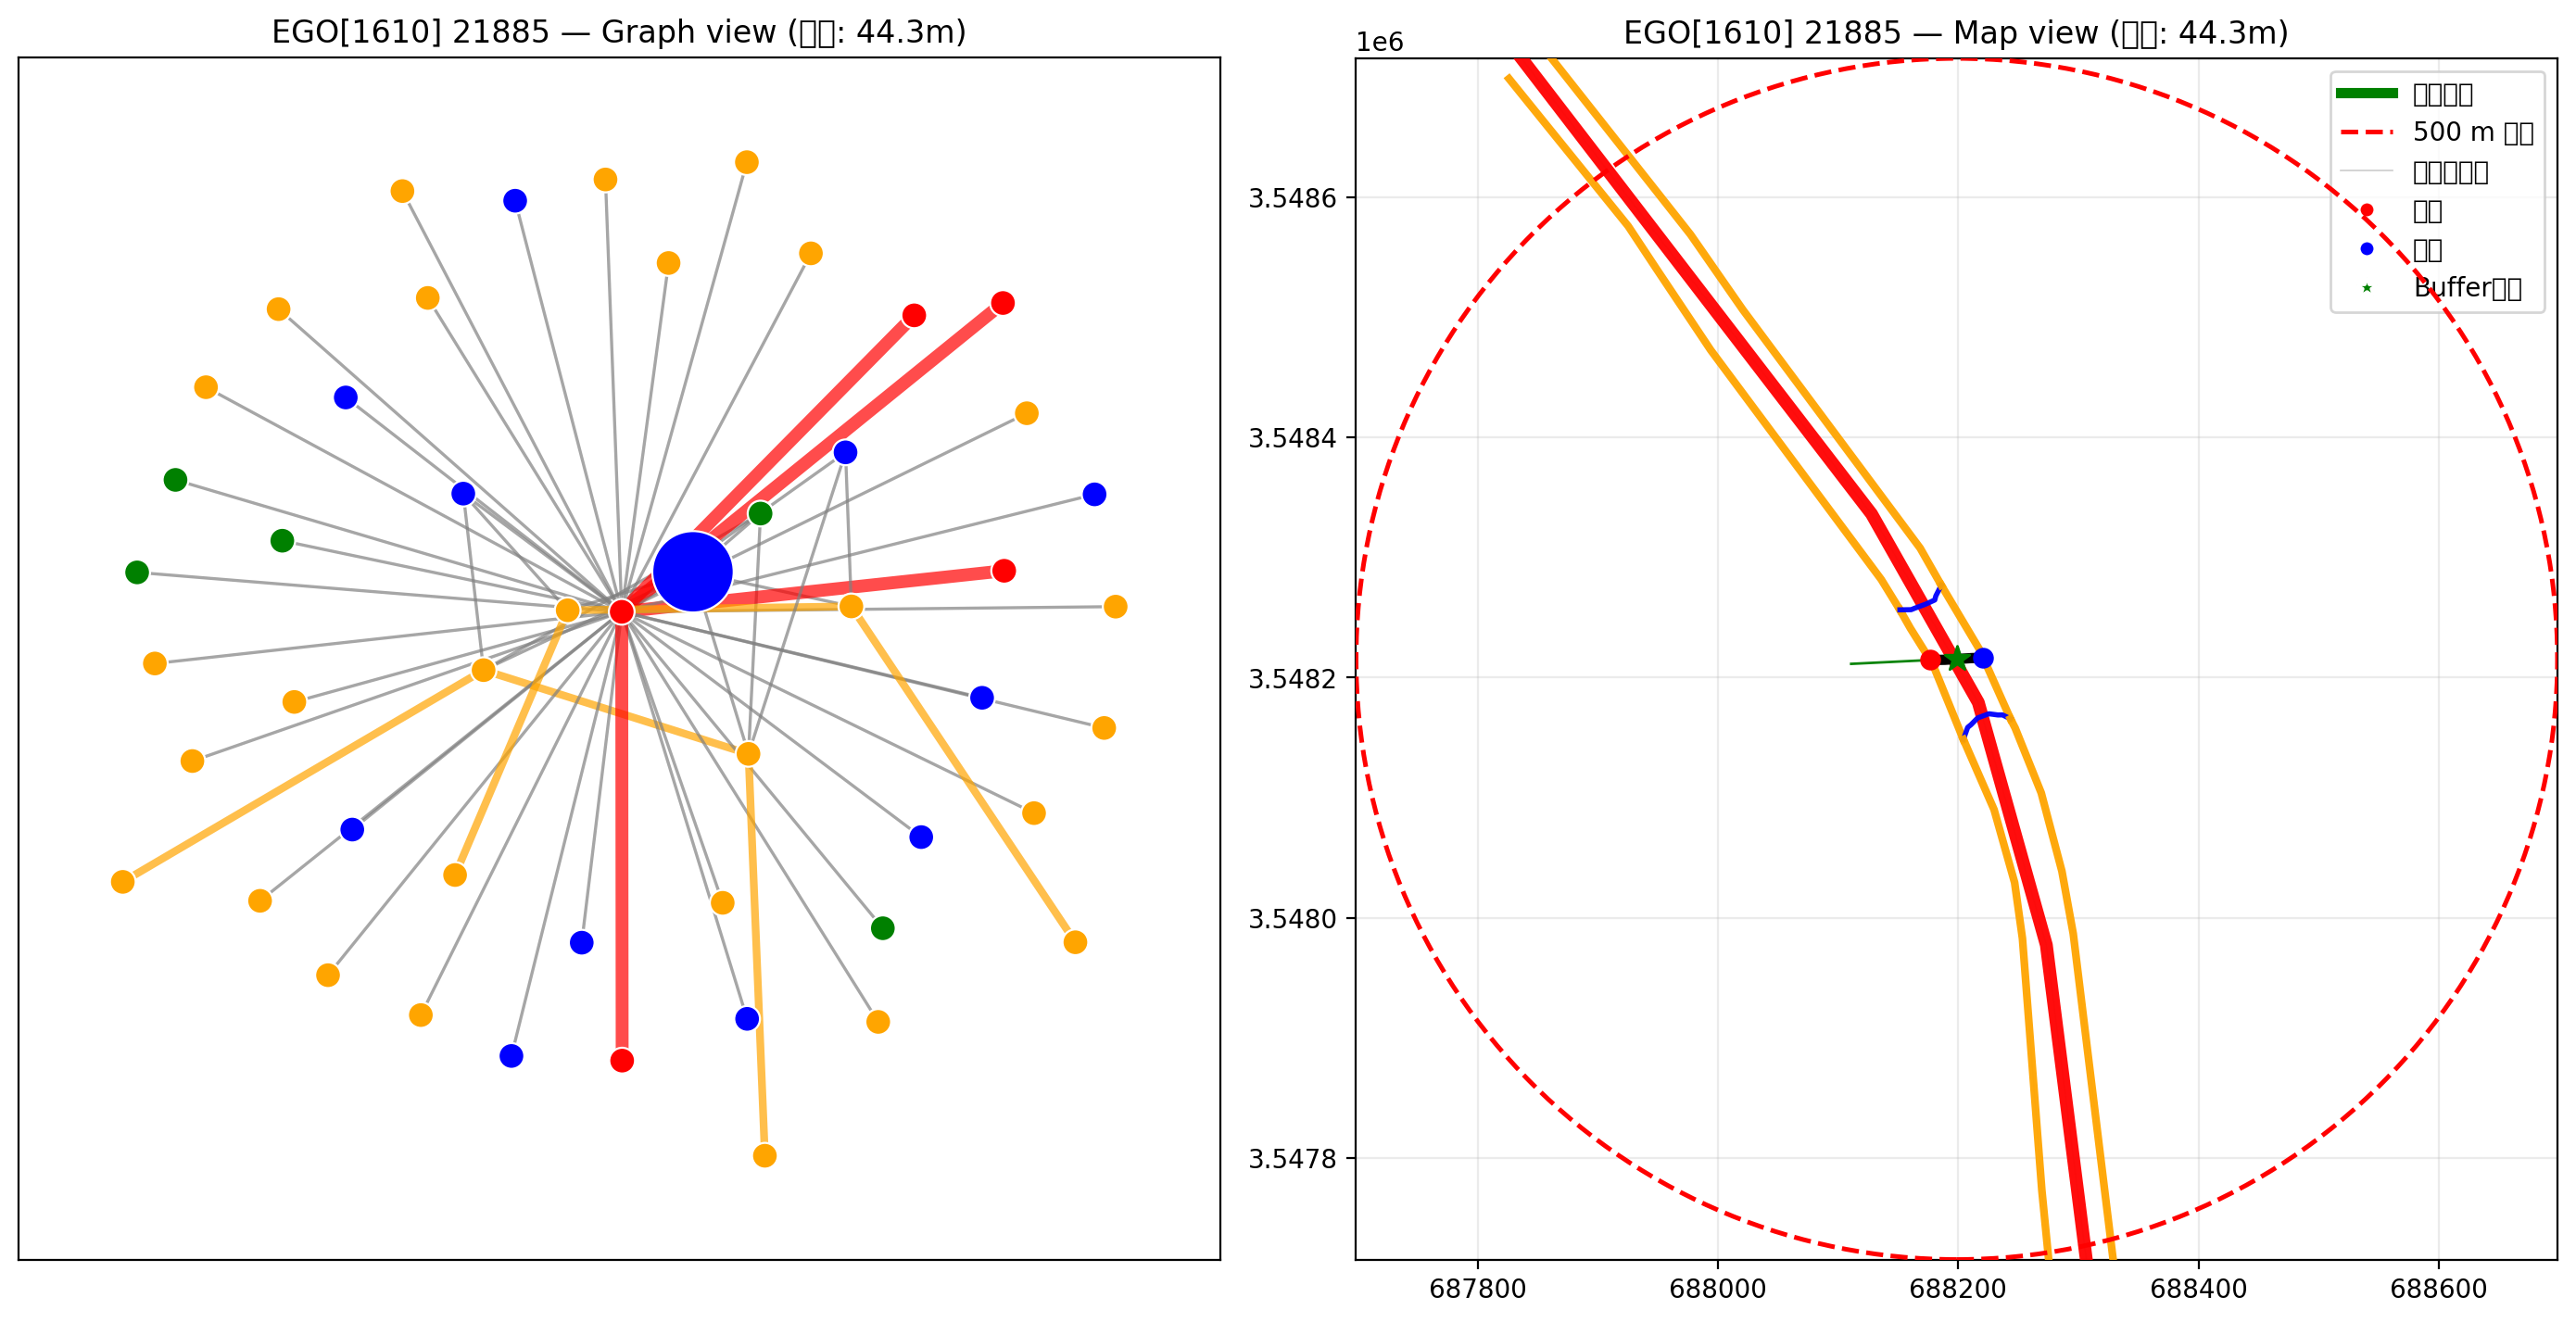 EGO[1610] 21885 — Graph view (▯▯: 44.3m)
EGO[1610] 21885 — Map view (▯▯: 44.3m)
1e6
3.5486
3.5484
3.5482
3.5480
3.5478
687800 688000 688200 688400 688600
▯▯▯▯
500 m ▯▯
▯▯▯▯▯
▯▯
▯▯
Buffer▯▯